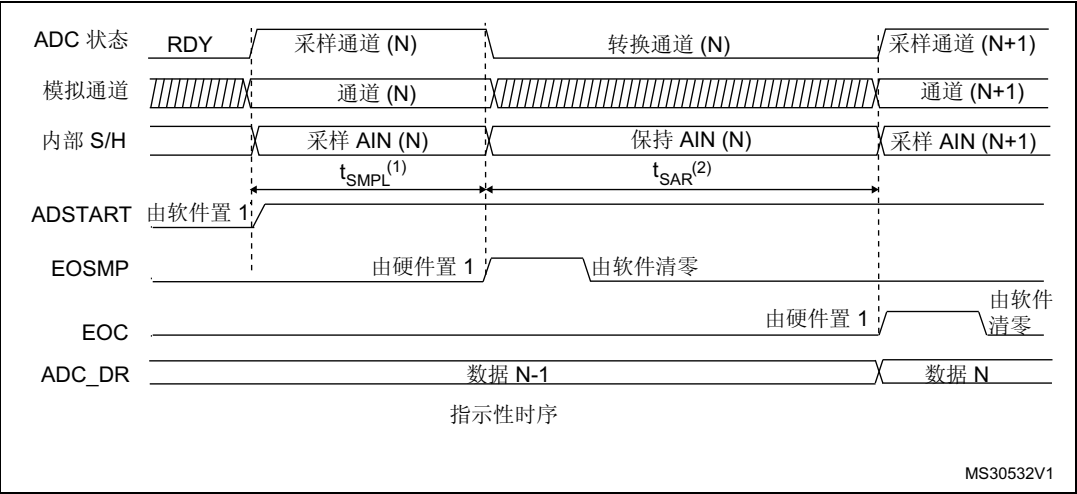 ADC 状态 RDY 采样通道 (N) 转换通道 (N) 采样通道 (N+1)
模拟通道 通道 (N) 通道 (N+1)
内部 S/H 采样 AIN (N) 保持 AIN (N) 采样 AIN (N+1)
tSMPL(1) tSAR(2)
ADSTART 由软件置 1
EOSMP 由硬件置 1 由软件清零
EOC 由硬件置 1 由软件
清零
ADC_DR 数据 N-1 数据 N
指示性时序
MS30532V1